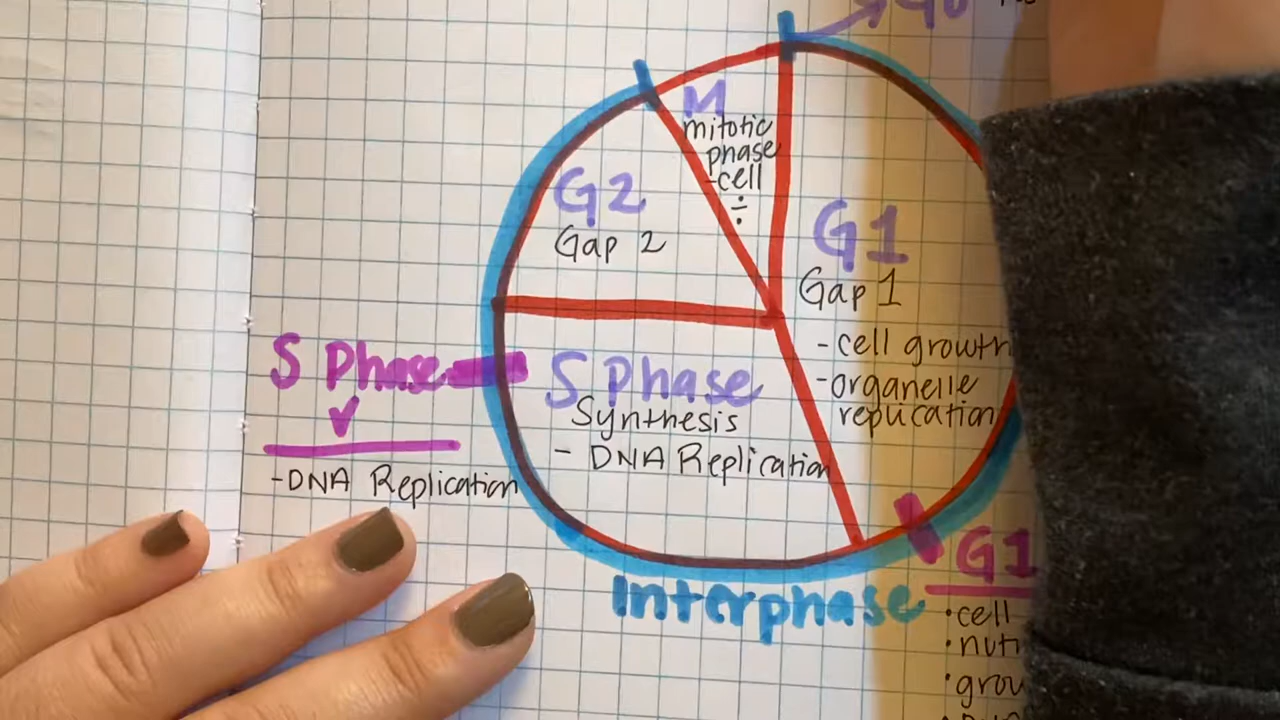 M
mitotic
phase
-cell
÷
G2
Gap 2
G1
Gap 1
-cell growth
-organelle
replication
S Phase
Synthesis
- DNA Replication
S Phase
-DNA Replication
Interphase
G1
•cell